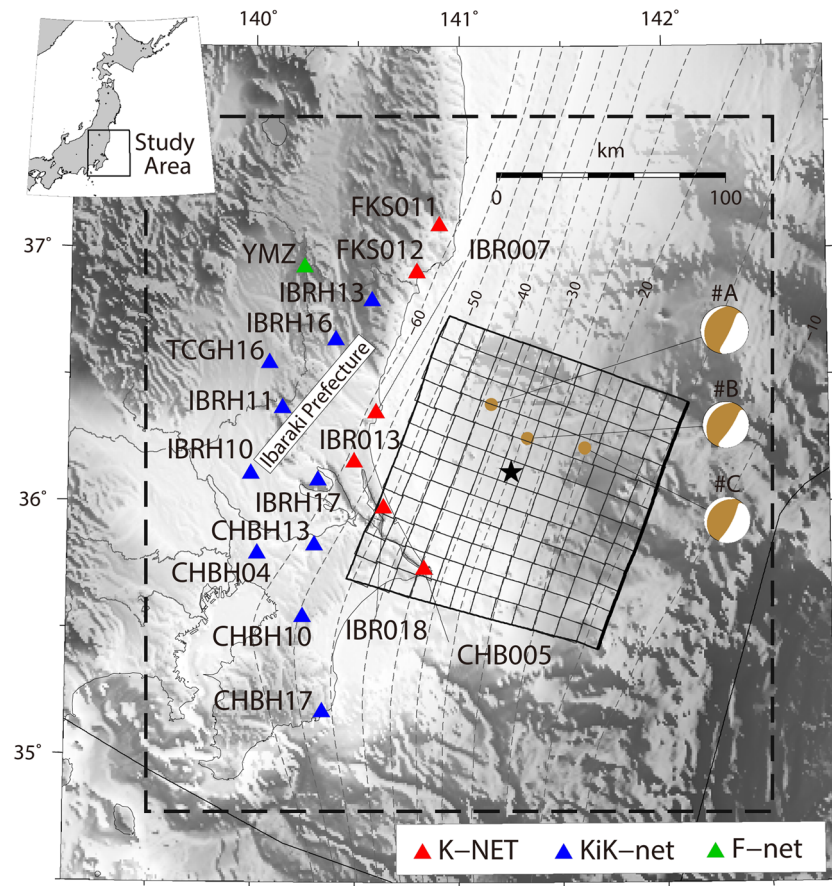 140°
141°
142°
Study
Area
km
0
100
FKS011
37°
YMZ
FKS012
IBR007
IBRH13
#A
60
50
40
30
20
10
IBRH16
TCGH16
Ibaraki Prefecture
#B
IBRH11
IBR013
IBRH10
#C
36°
IBRH17
CHBH13
CHBH04
CHBH10
IBR018
CHB005
CHBH17
35°
K–NET
KiK–net
F–net